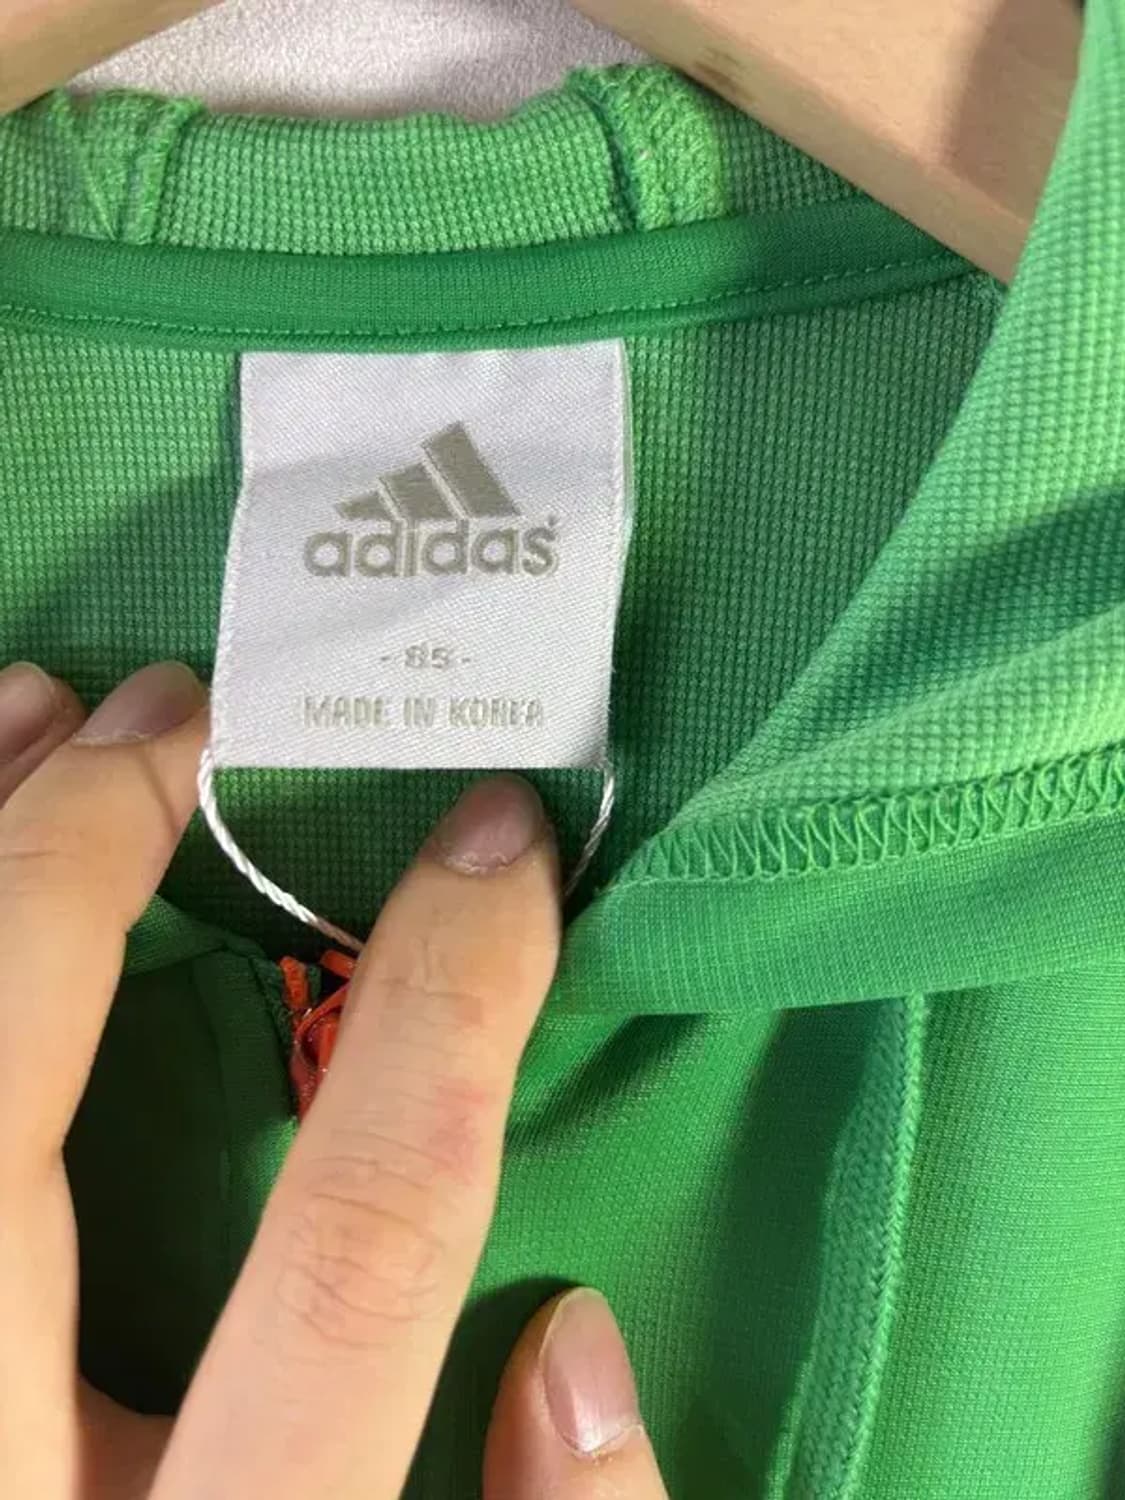 adidas
- 85 -
MADE IN KOREA